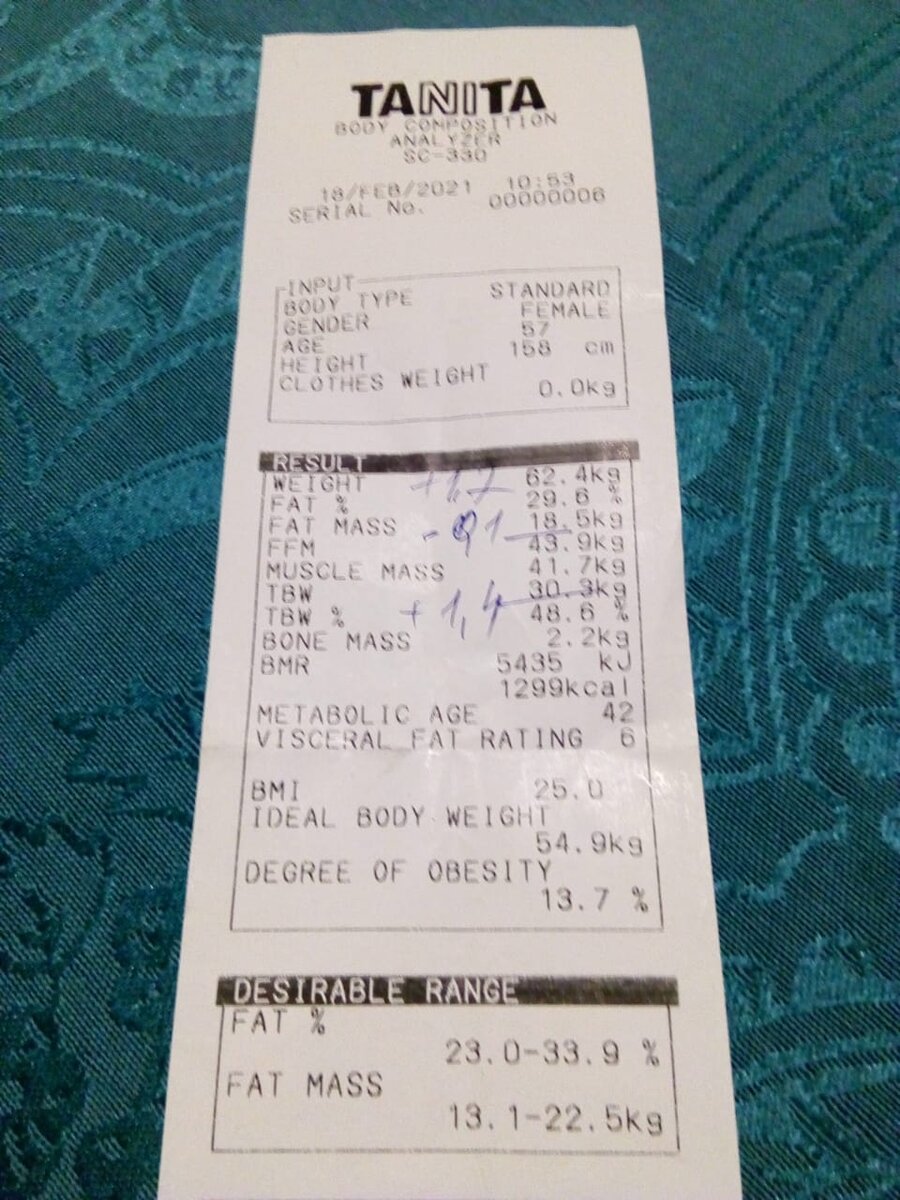 TANITA
BODY COMPOSITION
ANALYZER
SC-330
18/FEB/2021 10:53
SERIAL No. 00000006
INPUT
BODY TYPE STANDARD
GENDER FEMALE
AGE 57
HEIGHT 158 cm
CLOTHES WEIGHT 0.0kg
RESULT
WEIGHT +1,7 62.4kg
FAT % 29.6 %
FAT MASS - 01 18.5kg
FFM 43.9kg
MUSCLE MASS 41.7kg
TBW 30.3kg
TBW % +1,4 48.6 %
BONE MASS 2.2kg
BMR 5435 kJ
1299kcal
METABOLIC AGE 42
VISCERAL FAT RATING 6
BMI 25.0
IDEAL BODY WEIGHT
54.9kg
DEGREE OF OBESITY
13.7 %
DESIRABLE RANGE
FAT %
23.0-33.9 %
FAT MASS
13.1-22.5kg